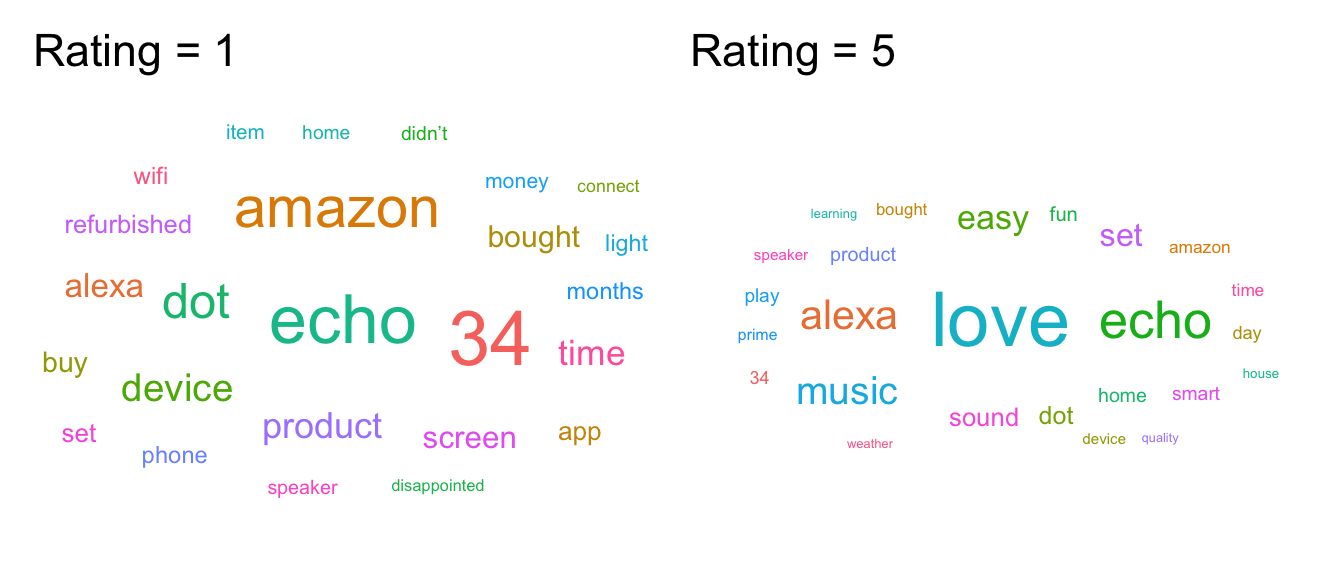 Rating = 1
item home didn't
wifi
money connect
amazon
refurbished
bought light
alexa
dot
months
echo
34
time
buy
device
product
screen
app
set
phone
speaker disappointed
Rating = 5
learning bought easy fun
set
amazon
speaker product
play
time
alexa love echo
prime
day
34
house
music
home smart
sound dot
weather
device quality